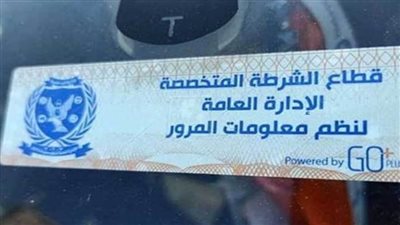 T
قطاع الشرطة المتخصصة
الإدارة العامة
لنظم معلومات المرور
Powered by GO+